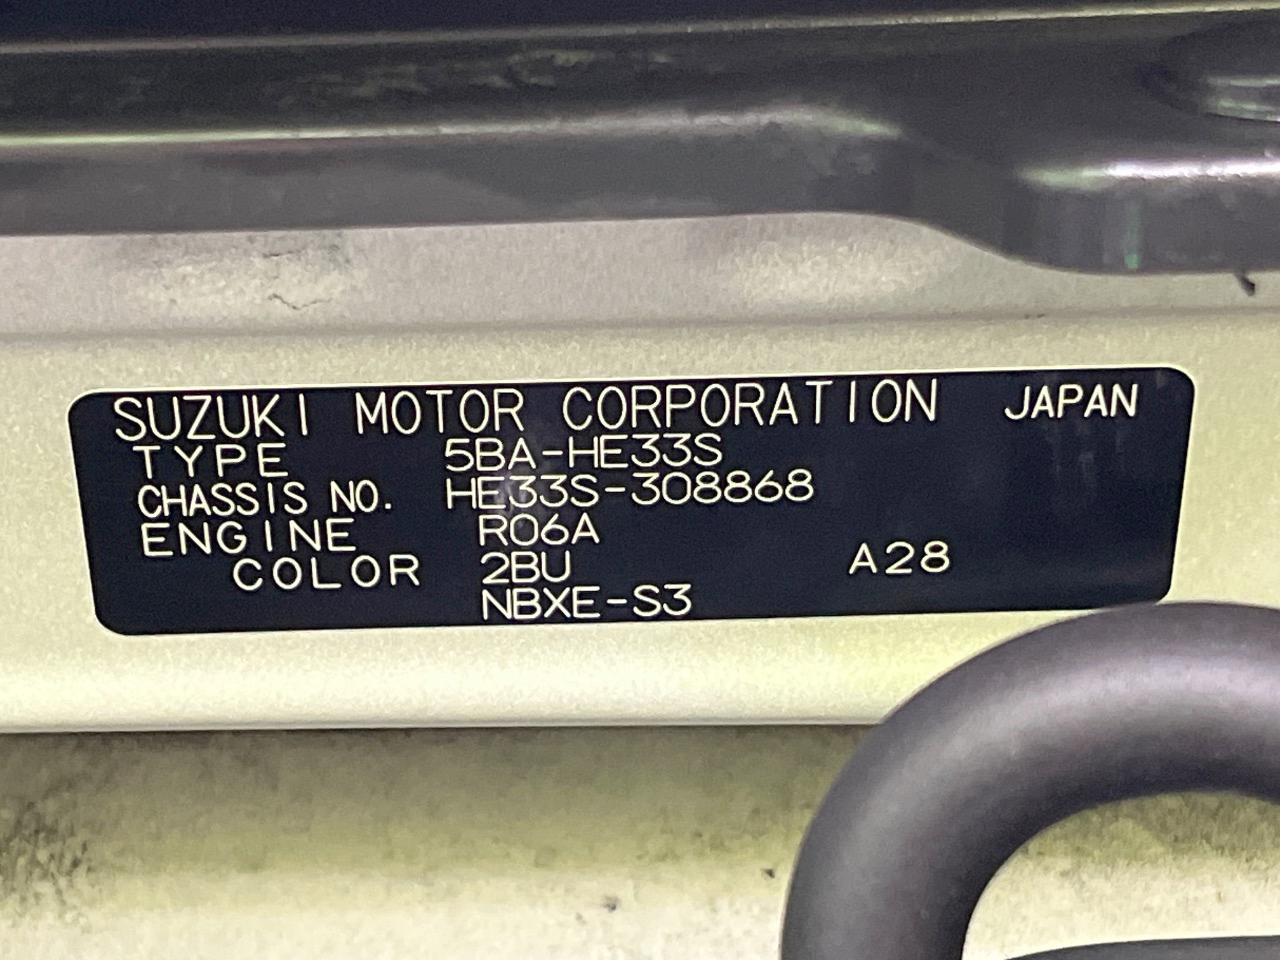 SUZUKI MOTOR CORPORATION JAPAN
TYPE 5BA-HE33S
CHASSIS NO. HE33S-308868
ENGINE R06A
COLOR 2BU A28
NBXE-S3